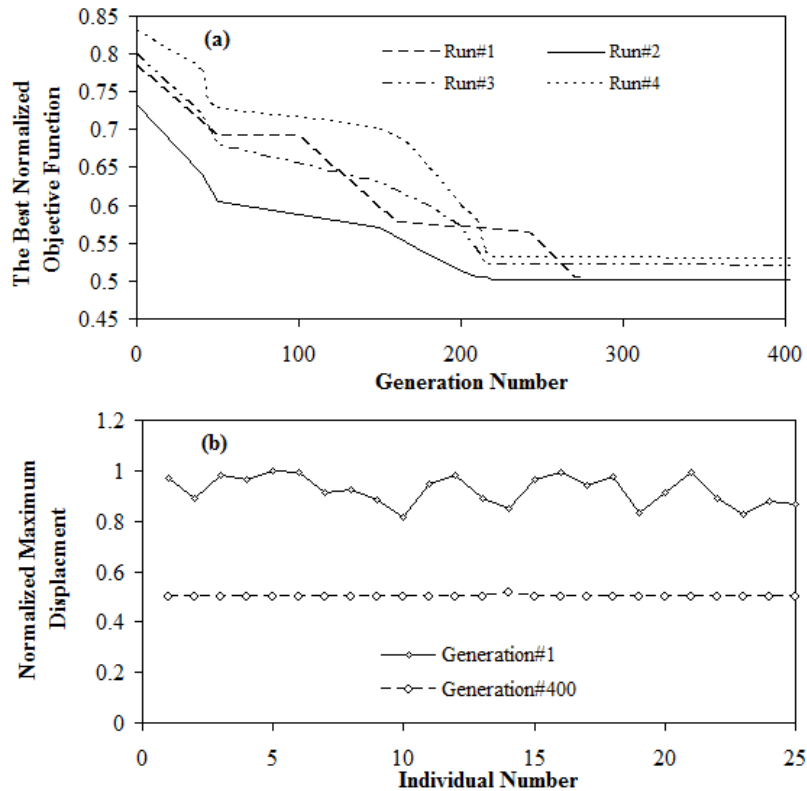 0.85
0.8
0.75
0.7
0.65
0.6
0.55
0.5
0.45
The Best Normalized
Objective Function
(a)
Run#1
Run#2
Run#3
Run#4
0
100
200
300
400
Generation Number
1.2
1
0.8
0.6
0.4
0.2
0
Normalized Maximum
Displacment
(b)
Generation#1
Generation#400
0
5
10
15
20
25
Individual Number